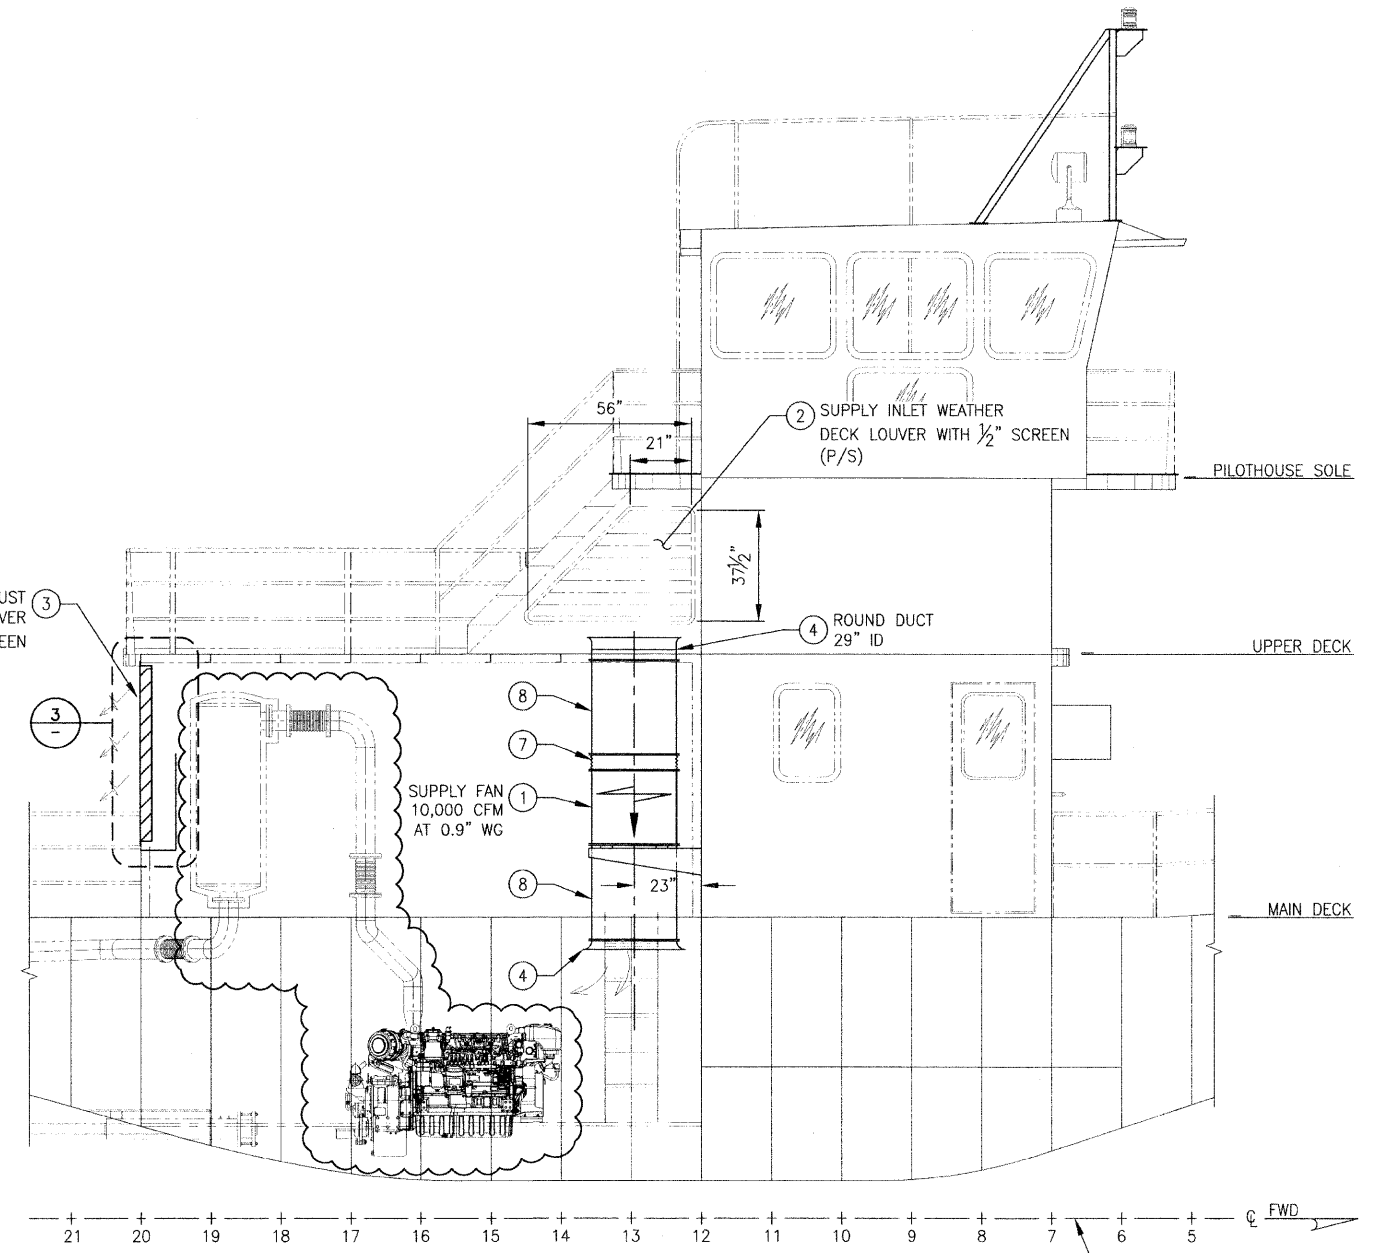 56"
2 SUPPLY INLET WEATHER
DECK LOUVER WITH 1/2" SCREEN
(P/S)
21"
PILOTHOUSE SOLE
37 1/2"
UST 3
VER
EEN
4 ROUND DUCT
29" ID
UPPER DECK
8
3
–
7
SUPPLY FAN 1
10,000 CFM
AT 0.9" WG
8
23"
MAIN DECK
4
℄ FWD
21 20 19 18 17 16 15 14 13 12 11 10 9 8 7 6 5